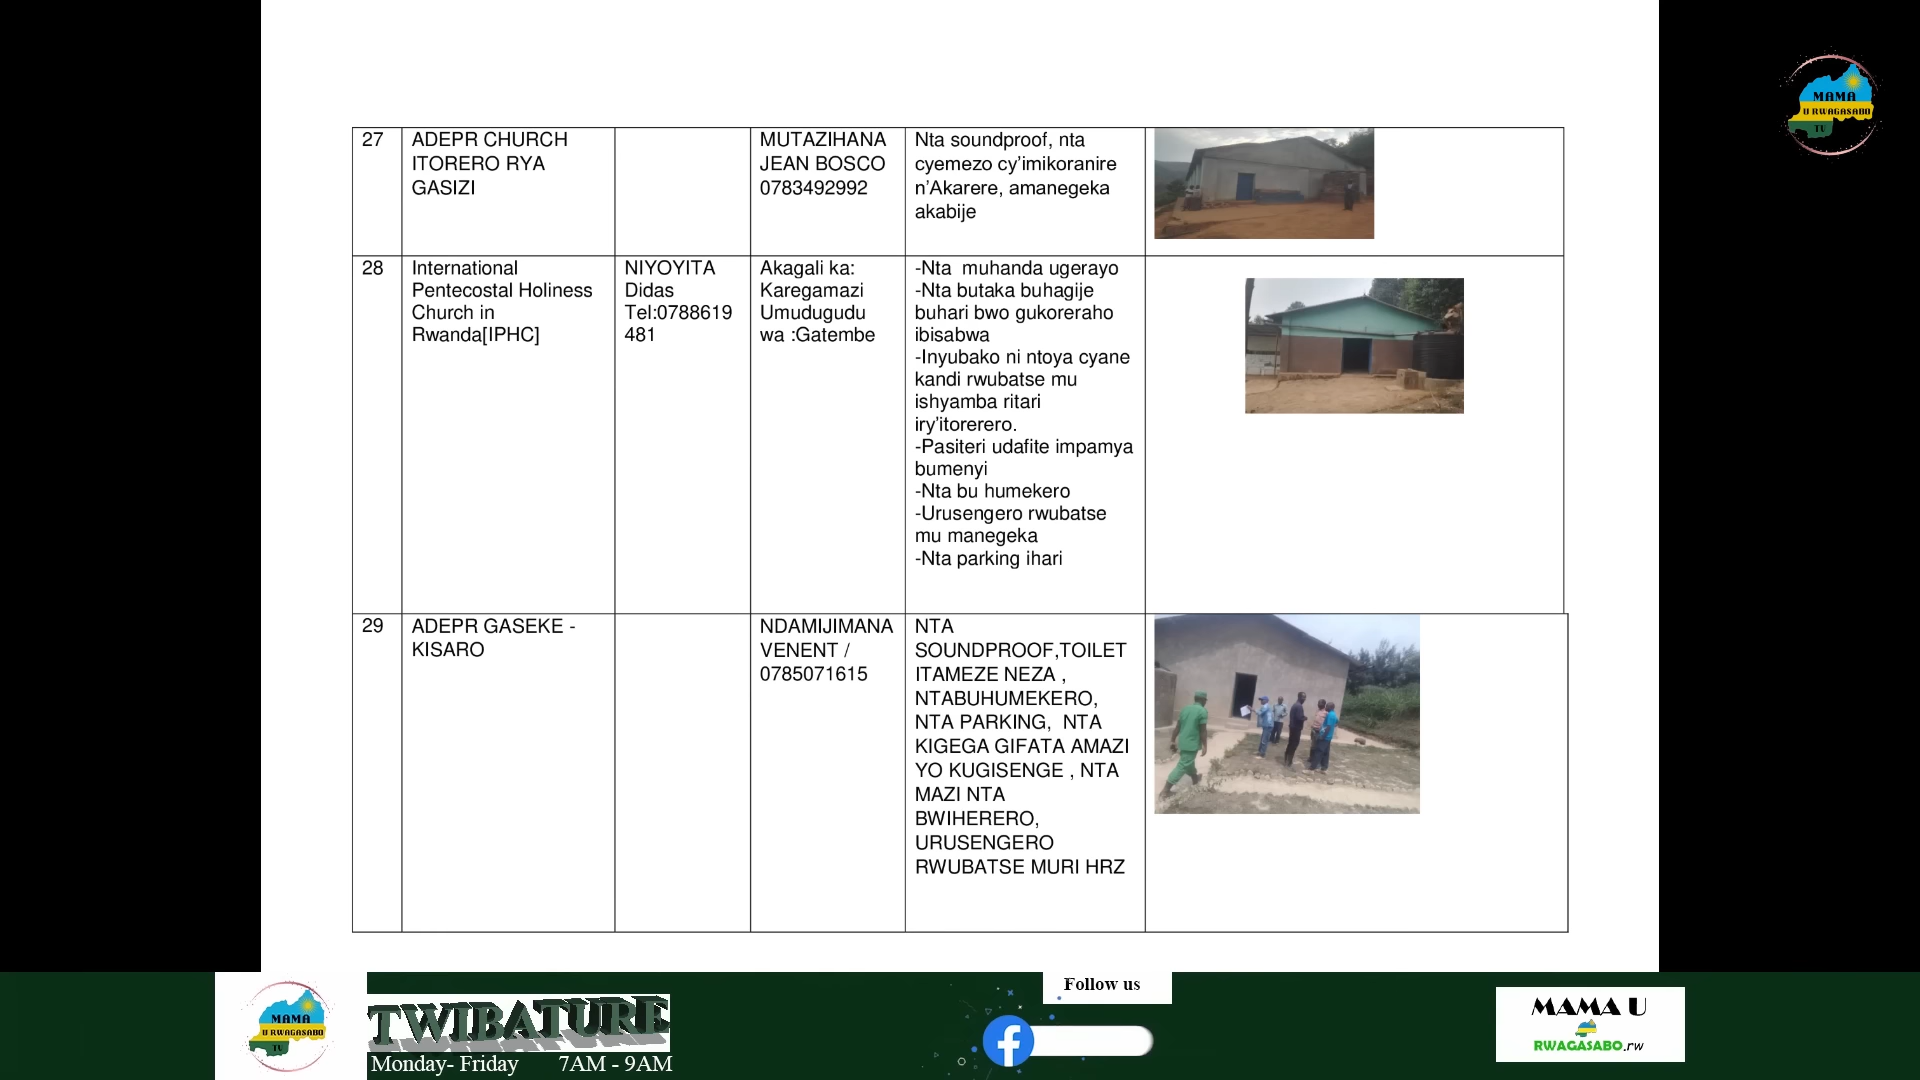 MAMA
U RWAGASABO
TV
27
ADEPR CHURCH
ITORERO RYA
GASIZI
MUTAZIHANA
JEAN BOSCO
0783492992
Nta soundproof, nta
cyemezo cy’imikoranire
n’Akarere, amanegeka
akabije
28
International
Pentecostal Holiness
Church in
Rwanda[IPHC]
NIYOYITA
Didas
Tel:0788619
481
Akagali ka:
Karegamazi
Umudugudu
wa :Gatembe
-Nta muhanda ugerayo
-Nta butaka buhagije
buhari bwo gukoreraho
ibisabwa
-Inyubako ni ntoya cyane
kandi rwubatse mu
ishyamba ritari
iry’itorerero.
-Pasiteri udafite impamya
bumenyi
-Nta bu humekero
-Urusengero rwubatse
mu manegeka
-Nta parking ihari
29
ADEPR GASEKE -
KISARO
NDAMIJIMANA
VENENT /
0785071615
NTA
SOUNDPROOF,TOILET
ITAMEZE NEZA ,
NTABUHUMEKERO,
NTA PARKING, NTA
KIGEGA GIFATA AMAZI
YO KUGISENGE , NTA
MAZI NTA
BWIHERERO,
URUSENGERO
RWUBATSE MURI HRZ
MAMA
U RWAGASABO
TV
TWIBATURE
Monday- Friday 7AM - 9AM
Follow us
MAMA U
RWAGASABO.rw